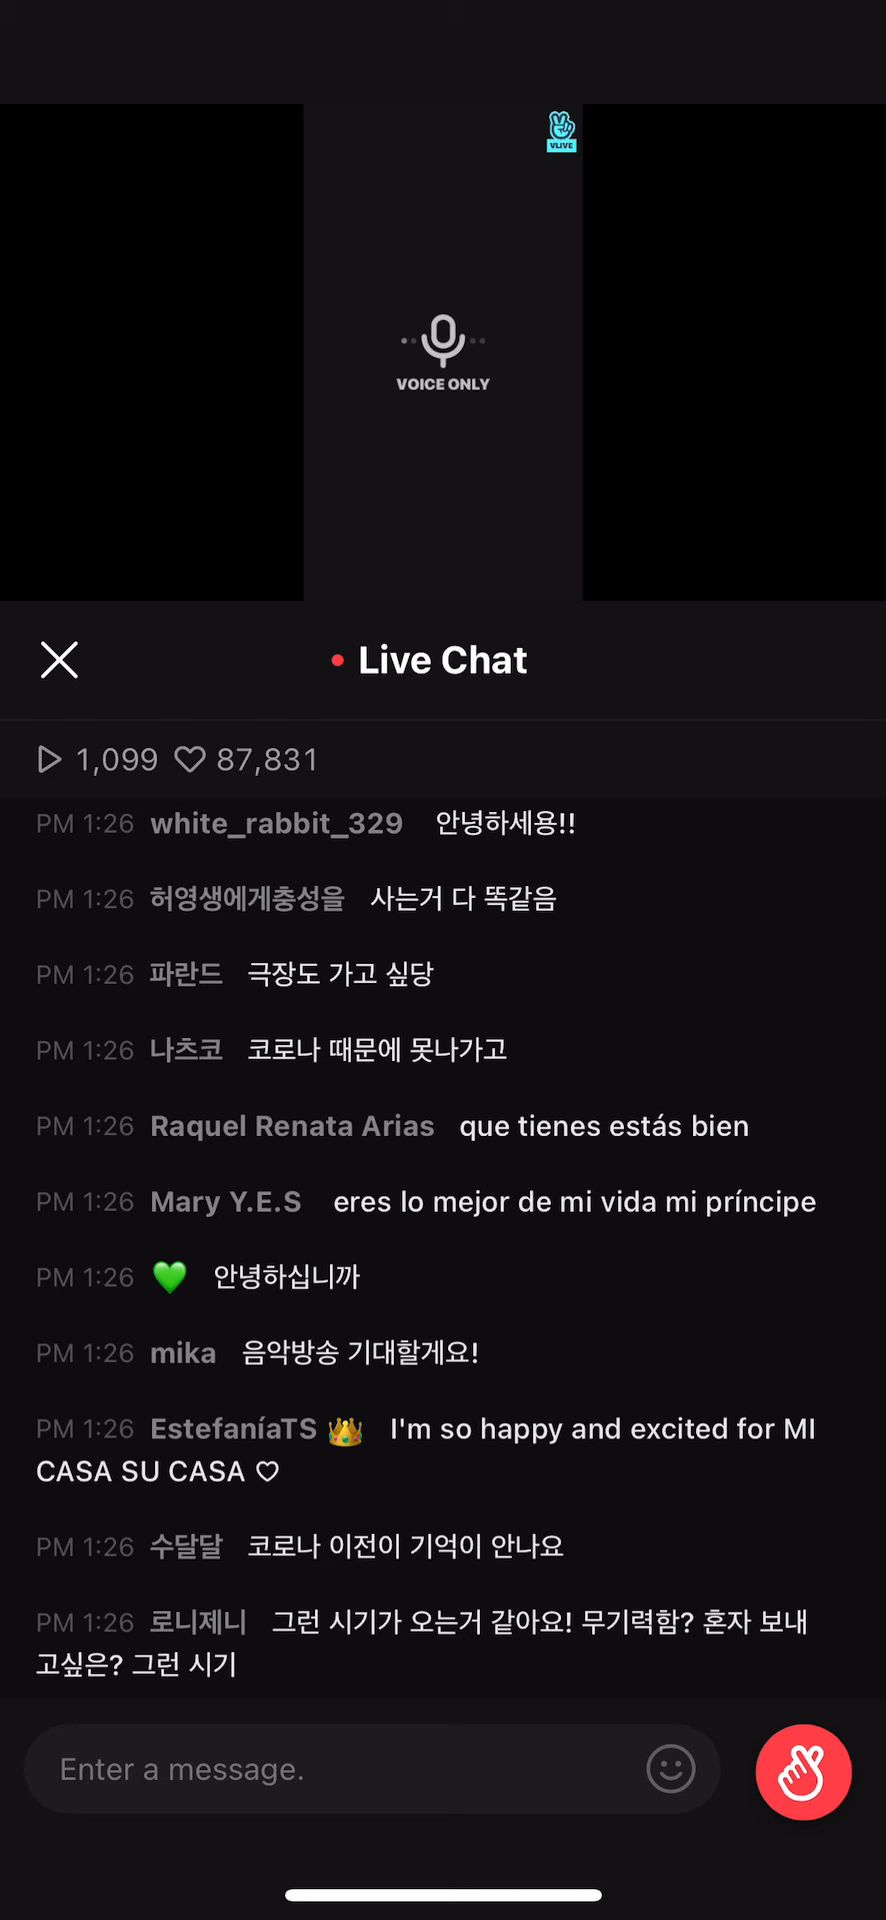 VLIVE
VOICE ONLY
Live Chat
1,099 87,831
PM 1:26 white_rabbit_329 안녕하세용!!
PM 1:26 허영생에게충성을 사는거 다 똑같음
PM 1:26 파란드 극장도 가고 싶당
PM 1:26 나츠코 코로나 때문에 못나가고
PM 1:26 Raquel Renata Arias que tienes estás bien
PM 1:26 Mary Y.E.S eres lo mejor de mi vida mi príncipe
PM 1:26 💚 안녕하십니까
PM 1:26 mika 음악방송 기대할게요!
PM 1:26 EstefaníaTS 👑 I'm so happy and excited for MI
CASA SU CASA ♡
PM 1:26 수달달 코로나 이전이 기억이 안나요
PM 1:26 로니제니 그런 시기가 오는거 같아요! 무기력함? 혼자 보내
고싶은? 그런 시기
Enter a message.